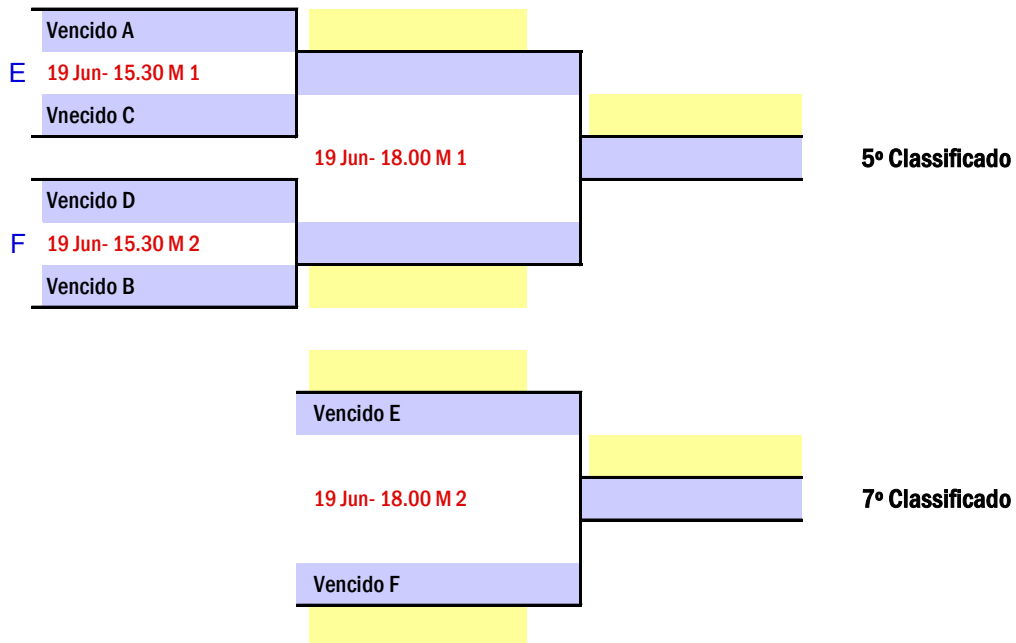 Vencido A
E 19 Jun- 15.30 M 1
Vnecido C
19 Jun- 18.00 M 1
5º Classificado
Vencido D
F 19 Jun- 15.30 M 2
Vencido B
Vencido E
19 Jun- 18.00 M 2
7º Classificado
Vencido F